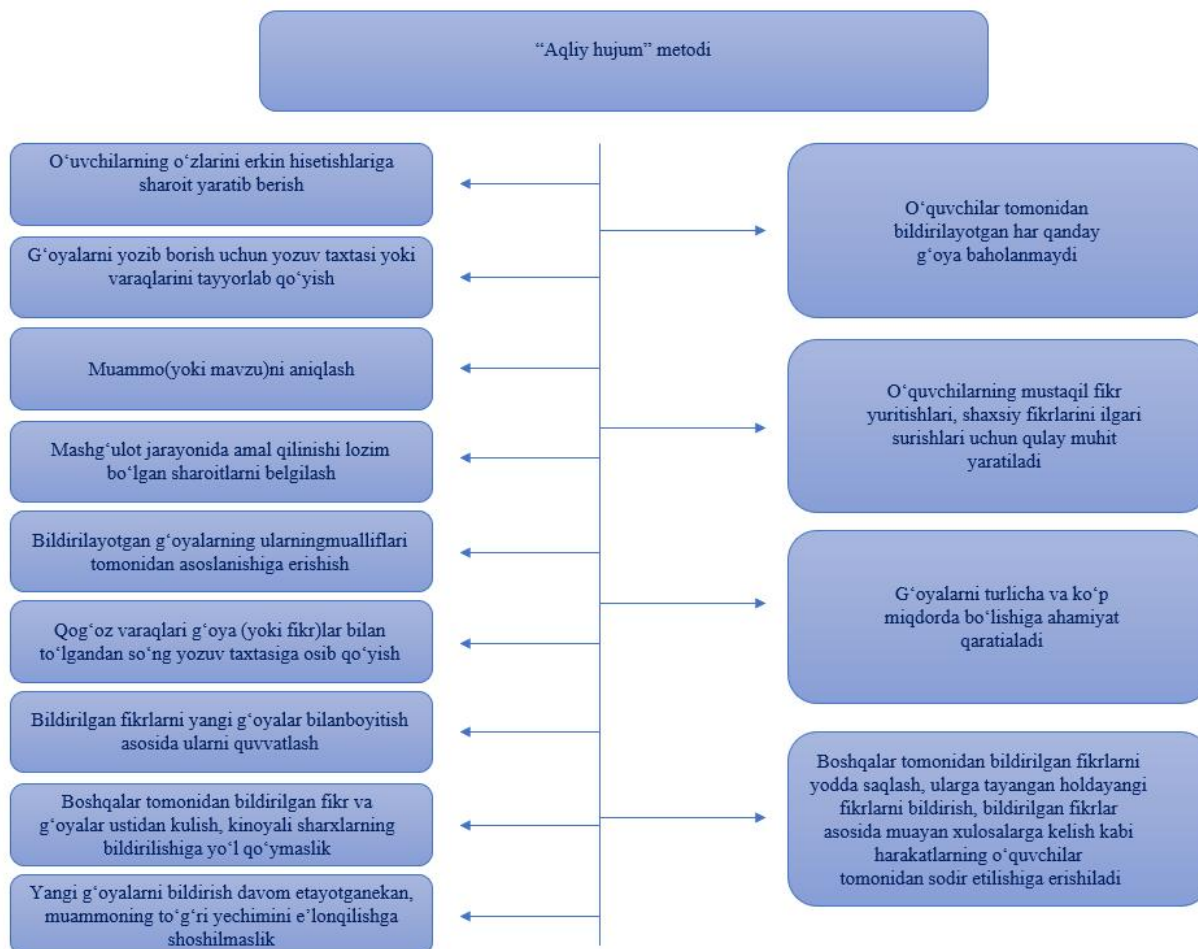 “Aqliy hujum” metodi
O‘uvchilarning o‘zlarini erkin hisetishlariga
sharoit yaratib berish
G‘oyalarni yozib borish uchun yozuv taxtasi yoki
varaqlarini tayyorlab qo‘yish
Muammo(yoki mavzu)ni aniqlash
Mashg‘ulot jarayonida amal qilinishi lozim
bo‘lgan sharoitlarni belgilash
Bildirilayotgan g‘oyalarning ularningmualliflari
tomonidan asoslanishiga erishish
Qog‘oz varaqlari g‘oya (yoki fikr)lar bilan
to‘lgandan so‘ng yozuv taxtasiga osib qo‘yish
Bildirilgan fikrlarni yangi g‘oyalar bilanboyitish
asosida ularni quvvatlash
Boshqalar tomonidan bildirilgan fikr va
g‘oyalar ustidan kulish, kinoyali sharxlarning
bildirilishiga yo‘l qo‘ymaslik
Yangi g‘oyalarni bildirish davom etayotganekan,
muammoning to‘g‘ri yechimini e’lonqilishga
shoshilmaslik
O‘quvchilar tomonidan
bildirilayotgan har qanday
g‘oya baholanmaydi
O‘quvchilarning mustaqil fikr
yuritishlari, shaxsiy fikrlarini ilgari
surishlari uchun qulay muhit
yaratiladi
G‘oyalarni turlicha va ko‘p
miqdorda bo‘lishiga ahamiyat
qaratialadi
Boshqalar tomonidan bildirilgan fikrlarni
yodda saqlash, ularga tayangan holdayangi
fikrlarni bildirish, bildirilgan fikrlar
asosida muayan xulosalarga kelish kabi
harakatlarning o‘quvchilar
tomonidan sodir etilishiga erishiladi